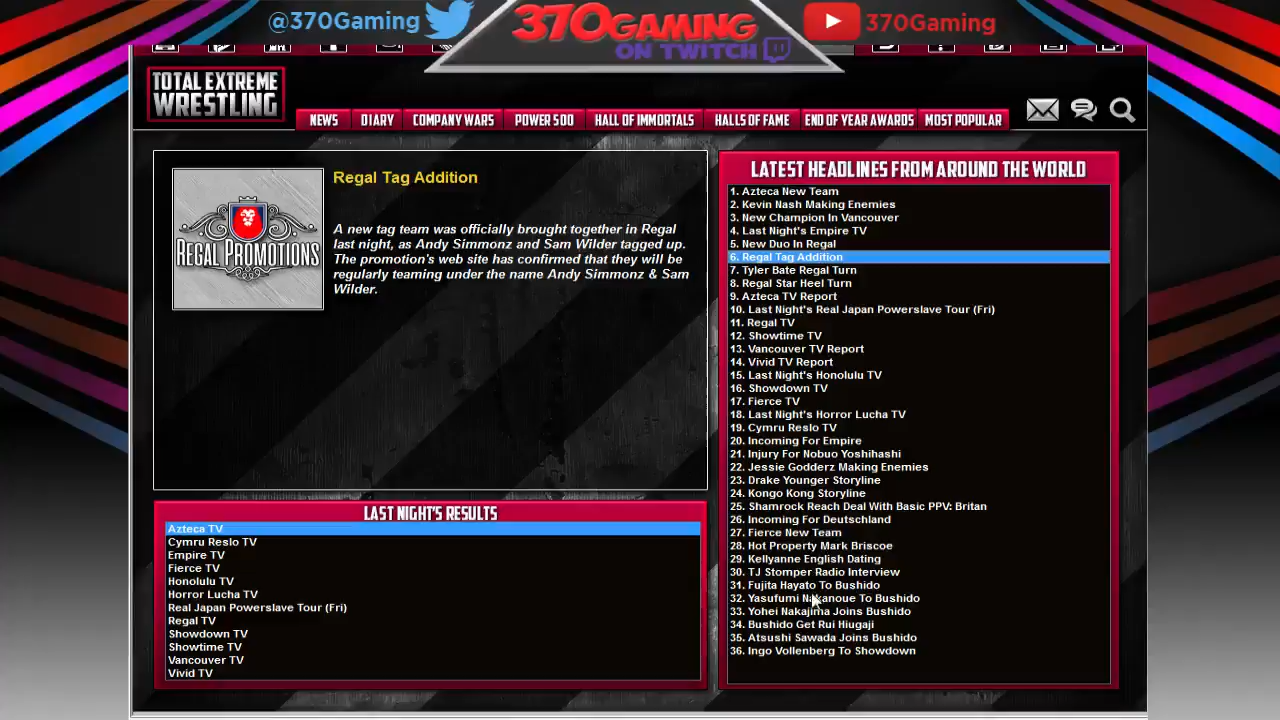 @370Gaming
370GAMING
ON TWITCH
370Gaming
TOTAL EXTREME
WRESTLING
NEWS
DIARY
COMPANY WARS
POWER 500
HALL OF IMMORTALS
HALLS OF FAME
END OF YEAR AWARDS
MOST POPULAR
REGAL PROMOTIONS
Regal Tag Addition
A new tag team was officially brought together in Regal
last night, as Andy Simmonz and Sam Wilder tagged up.
The promotion's web site has confirmed that they will be
regularly teaming under the name Andy Simmonz & Sam
Wilder.
LAST NIGHT'S RESULTS
Azteca TV
Cymru Reslo TV
Empire TV
Fierce TV
Honolulu TV
Horror Lucha TV
Real Japan Powerslave Tour (Fri)
Regal TV
Showdown TV
Showtime TV
Vancouver TV
Vivid TV
LATEST HEADLINES FROM AROUND THE WORLD
1. Azteca New Team
2. Kevin Nash Making Enemies
3. New Champion In Vancouver
4. Last Night's Empire TV
5. New Duo In Regal
6. Regal Tag Addition
7. Tyler Bate Regal Turn
8. Regal Star Heel Turn
9. Azteca TV Report
10. Last Night's Real Japan Powerslave Tour (Fri)
11. Regal TV
12. Showtime TV
13. Vancouver TV Report
14. Vivid TV Report
15. Last Night's Honolulu TV
16. Showdown TV
17. Fierce TV
18. Last Night's Horror Lucha TV
19. Cymru Reslo TV
20. Incoming For Empire
21. Injury For Nobuo Yoshihashi
22. Jessie Godderz Making Enemies
23. Drake Younger Storyline
24. Kongo Kong Storyline
25. Shamrock Reach Deal With Basic PPV: Britan
26. Incoming For Deutschland
27. Fierce New Team
28. Hot Property Mark Briscoe
29. Kellyanne English Dating
30. TJ Stomper Radio Interview
31. Fujita Hayato To Bushido
32. Yasufumi Nakanoue To Bushido
33. Yohei Nakajima Joins Bushido
34. Bushido Get Rui Hiugaji
35. Atsushi Sawada Joins Bushido
36. Ingo Vollenberg To Showdown